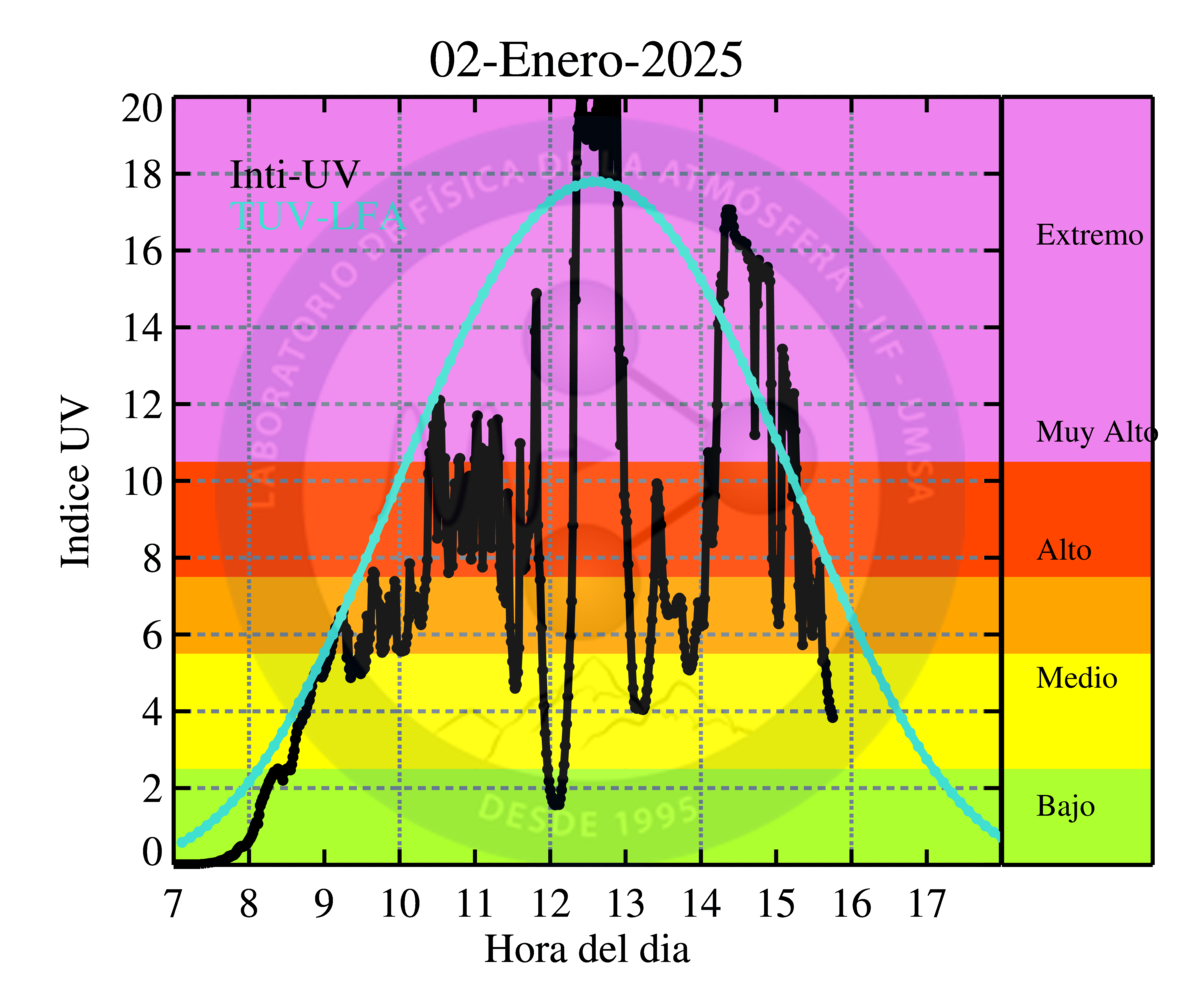 02-Enero-2025
20
18
16
14
12
10
8
6
4
2
0
Indice UV
Inti-UV
TUV-LFA
LABORATORIO DE FÍSICA DE LA ATMÓSFERA - IIF - UMSA
DESDE 1995
Extremo
Muy Alto
Alto
Medio
Bajo
7 8 9 10 11 12 13 14 15 16 17
Hora del dia